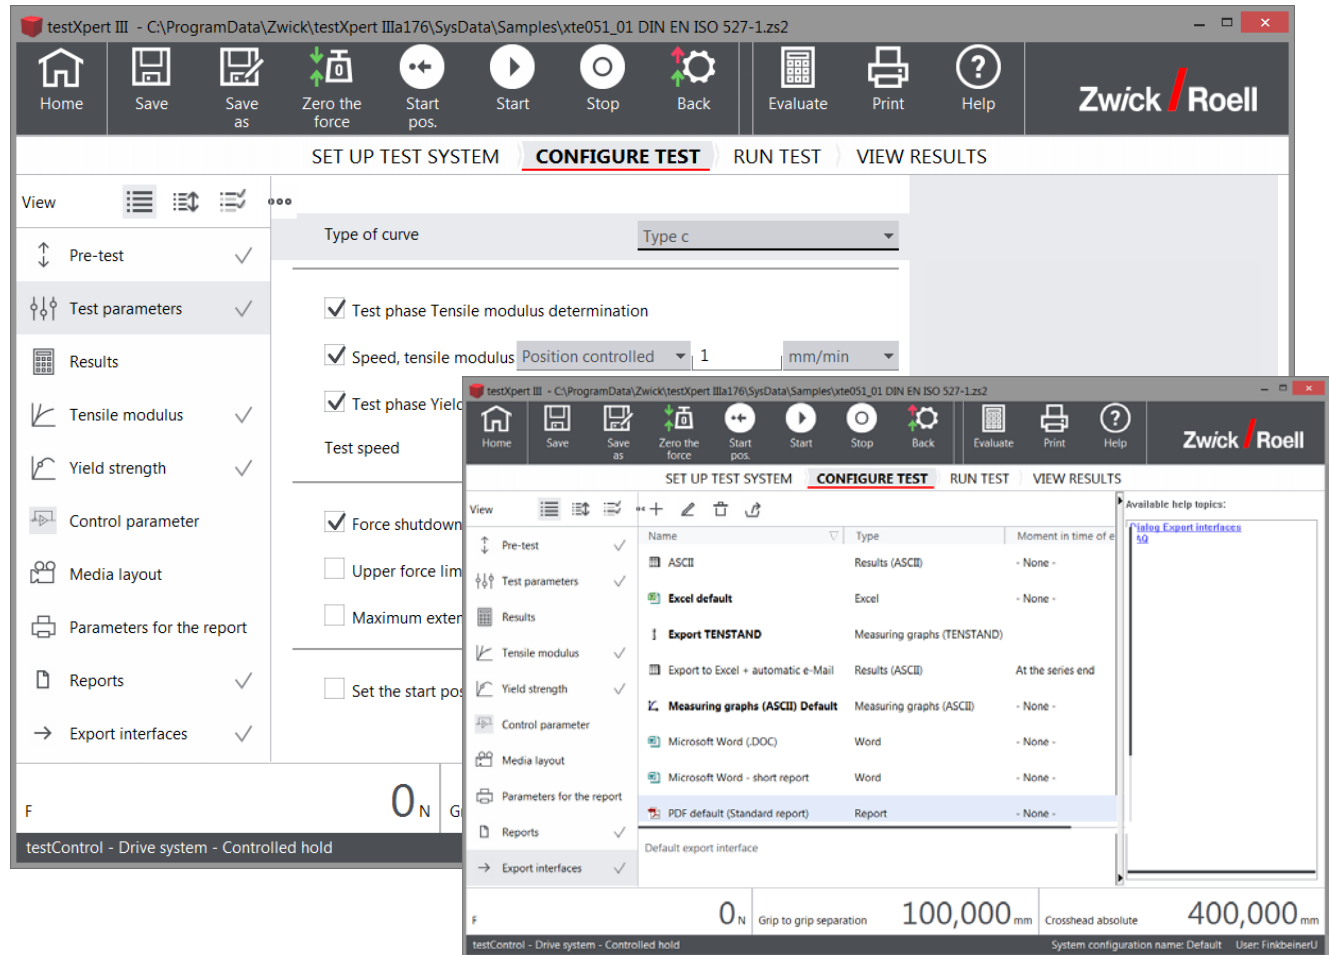 testXpert III - C:\ProgramData\Zwick\testXpert IIIa176\SysData\Samples\xte051_01 DIN EN ISO 527-1.zs2
Home
Save
Save as
Zero the force
Start pos.
Start
Stop
Back
Evaluate
Print
Help
Zwick / Roell
SET UP TEST SYSTEM
CONFIGURE TEST
RUN TEST
VIEW RESULTS
View
Pre-test
Test parameters
Results
Tensile modulus
Yield strength
Control parameter
Media layout
Parameters for the report
Reports
Export interfaces
Type of curve
Type c
Test phase Tensile modulus determination
Speed, tensile modulus
Position controlled
1
mm/min
Test phase Yiel
Test speed
Force shutdown
Upper force lim
Maximum exter
Set the start pos
F
0 N
testControl - Drive system - Controlled hold
testXpert III - C:\ProgramData\Zwick\testXpert IIIa176\SysData\Samples\xte051_01 DIN EN ISO 527-1.zs2
Home
Save
Save as
Zero the force
Start pos.
Start
Stop
Back
Evaluate
Print
Help
Zwick / Roell
SET UP TEST SYSTEM
CONFIGURE TEST
RUN TEST
VIEW RESULTS
View
Pre-test
Test parameters
Results
Tensile modulus
Yield strength
Control parameter
Media layout
Parameters for the report
Reports
Export interfaces
Name Type Moment in time of e
ASCII Results (ASCII) - None -
Excel default Excel - None -
Export TENSTAND Measuring graphs (TENSTAND)
Export to Excel + automatic e-Mail Results (ASCII) At the series end
Measuring graphs (ASCII) Default Measuring graphs (ASCII) - None -
Microsoft Word (.DOC) Word - None -
Microsoft Word - short report Word - None -
PDF default (Standard report) Report - None -
Default export interface
Available help topics:
Dialog Export interfaces
F
0 N
Grip to grip separation 100,000 mm
Crosshead absolute 400,000 mm
testControl - Drive system - Controlled hold
System configuration name: Default User: FinkbeinerU